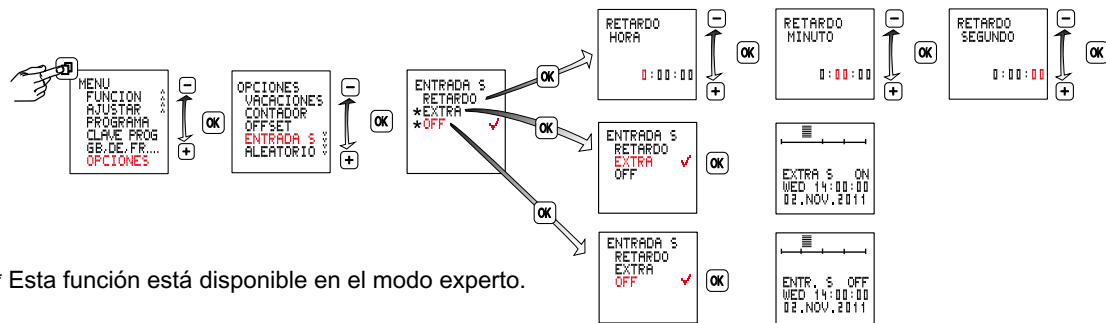 MENU
FUNCION
AJUSTAR
PROGRAMA
CLAVE PROG
GB,DE,FR....
OPCIONES
−
+
OK
OPCIONES
VACACIONES
CONTADOR
OFFSET
ENTRADA S
ALEATORIO
−
+
OK
ENTRADA S
RETARDO
*EXTRA
*OFF ✓
OK
OK
OK
RETARDO
HORA
0:00:00
−
+
OK
RETARDO
MINUTO
0:00:00
−
+
OK
RETARDO
SEGUNDO
0:00:00
−
+
OK
ENTRADA S
RETARDO
EXTRA ✓
OFF
OK
EXTRA S ON
WED 14:00:00
02.NOV.2011
ENTRADA S
RETARDO
EXTRA
OFF ✓
OK
ENTR. S OFF
WED 14:00:00
02.NOV.2011
* Esta función está disponible en el modo experto.